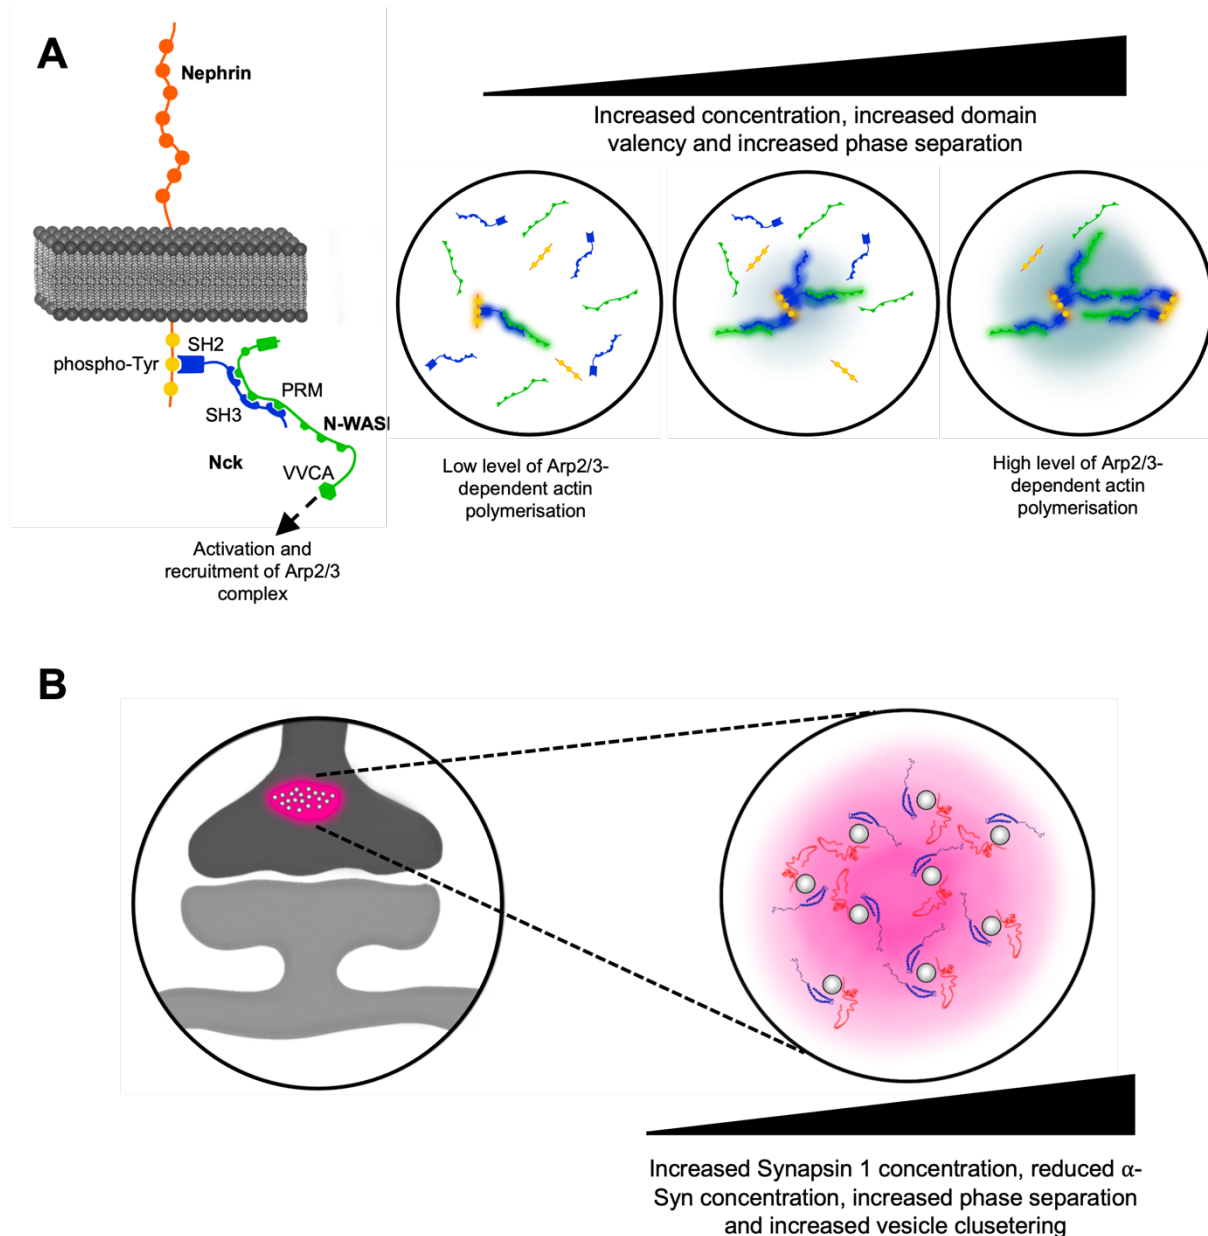 A
Nephrin
Increased concentration, increased domain
valency and increased phase separation
phospho-Tyr
SH2
PRM
SH3
N-WASI
Nck
VVCA
Activation and
recruitment of Arp2/3
complex
Low level of Arp2/3-
dependent actin
polymerisation
High level of Arp2/3-
dependent actin
polymerisation
B
Increased Synapsin 1 concentration, reduced α-
Syn concentration, increased phase separation
and increased vesicle clusetering